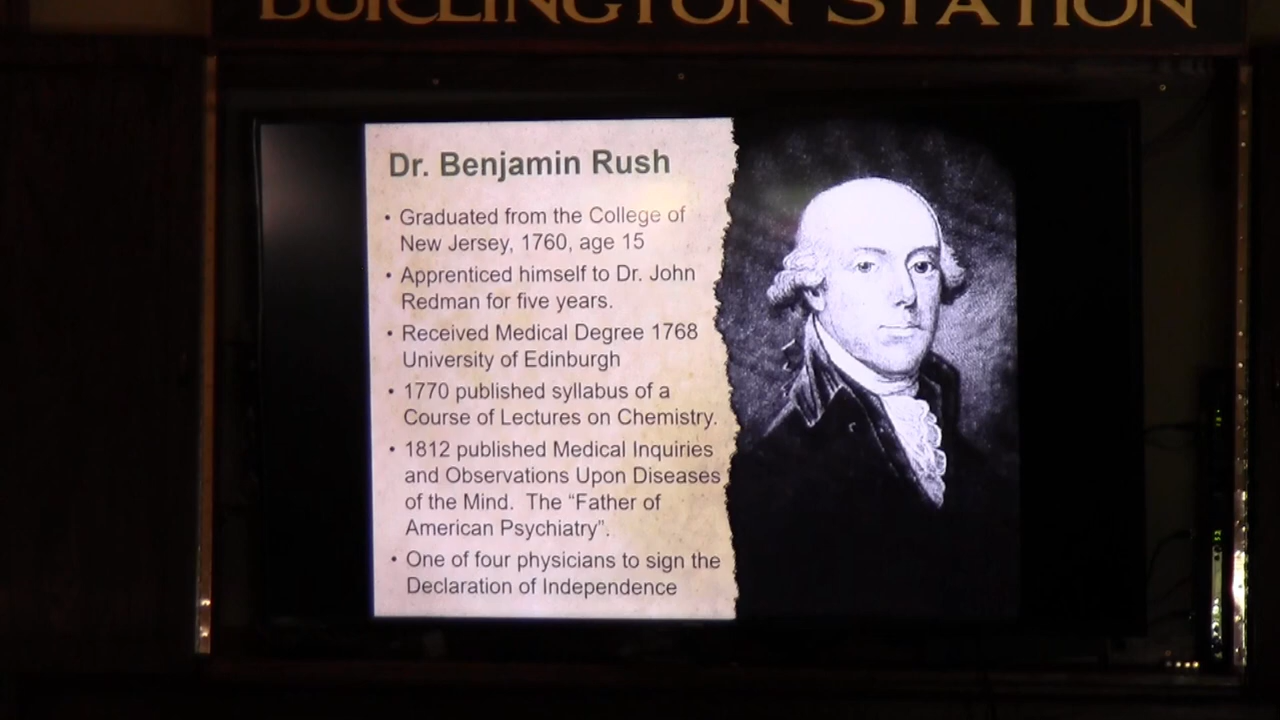 BURLINGTON STATION
Dr. Benjamin Rush
• Graduated from the College of
New Jersey, 1760, age 15
• Apprenticed himself to Dr. John
Redman for five years.
• Received Medical Degree 1768
University of Edinburgh
• 1770 published syllabus of a
Course of Lectures on Chemistry.
• 1812 published Medical Inquiries
and Observations Upon Diseases
of the Mind.  The “Father of
American Psychiatry”.
• One of four physicians to sign the
Declaration of Independence